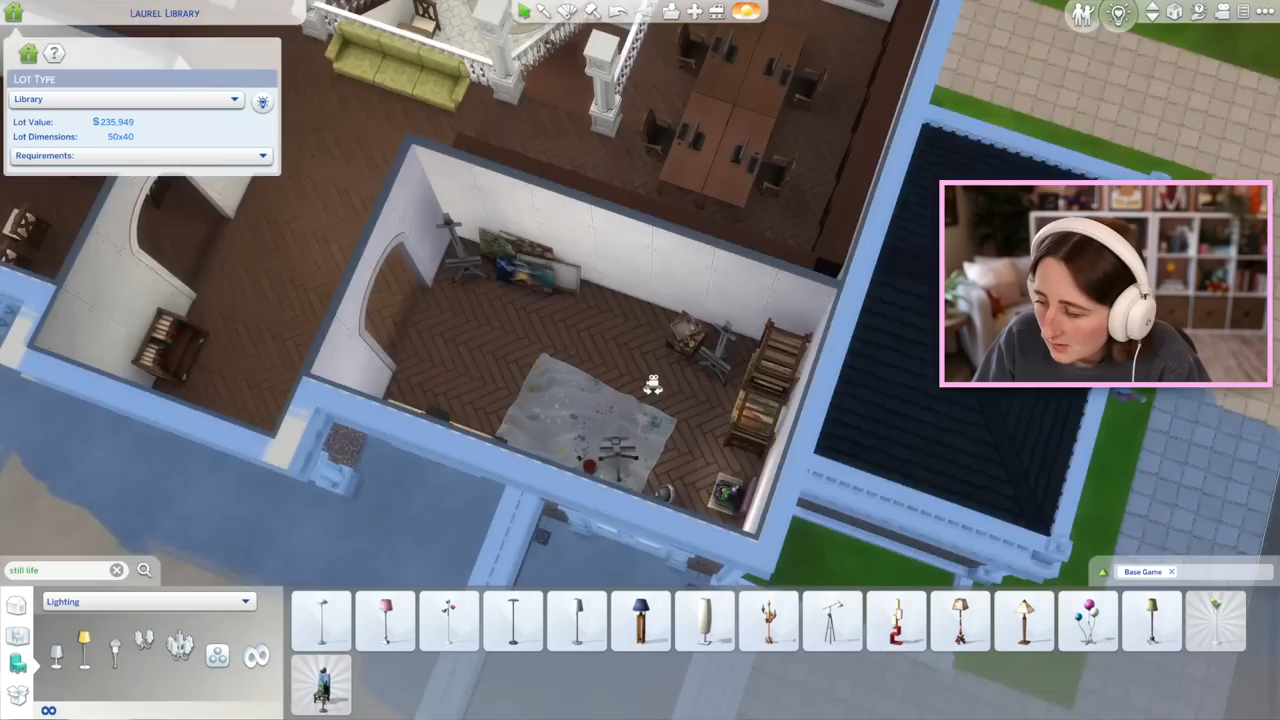 LAUREL LIBRARY
LOT TYPE
Library
Lot Value: $235,949
Lot Dimensions: 50x40
Requirements:
still life
Base Game
Lighting